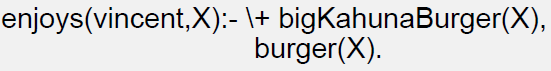 enjoys(vincent,X):- \+ bigKahunaBurger(X),
burger(X).